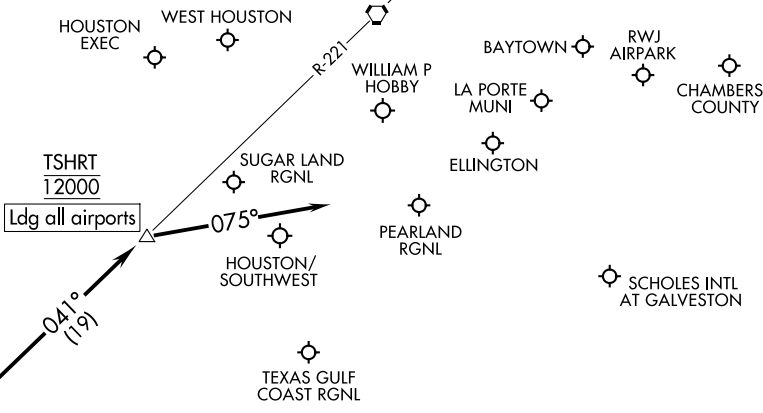 HOUSTON
EXEC
WEST HOUSTON
R-221
WILLIAM P
HOBBY
BAYTOWN
RWJ
AIRPARK
LA PORTE
MUNI
CHAMBERS
COUNTY
ELLINGTON
TSHRT
12000
Ldg all airports
SUGAR LAND
RGNL
075°
HOUSTON/
SOUTHWEST
PEARLAND
RGNL
SCHOLES INTL
AT GALVESTON
041°
(19)
TEXAS GULF
COAST RGNL